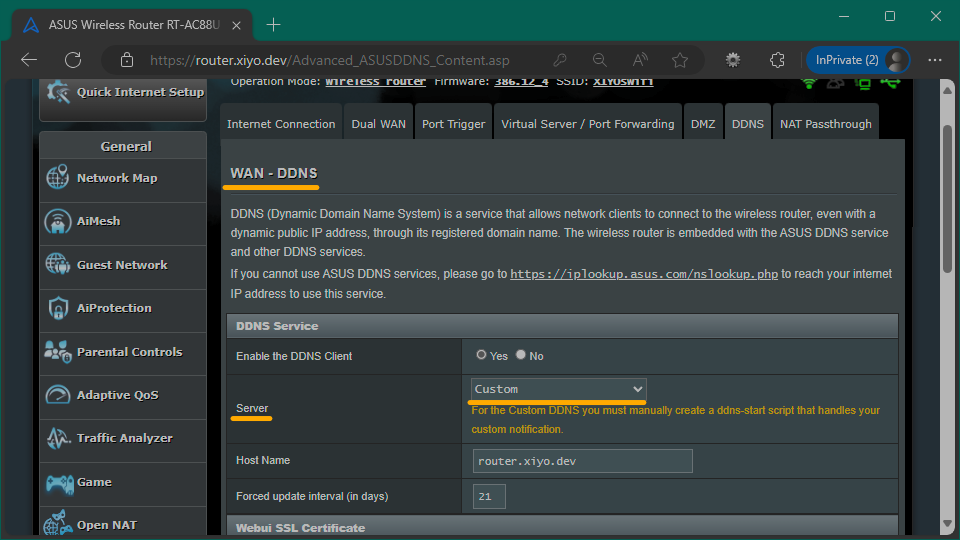 ASUS Wireless Router RT-AC88U
https://router.xiyo.dev/Advanced_ASUSDDNS_Content.asp
InPrivate (2)
Quick Internet Setup
Operation Mode: Wireless router Firmware: 386.12_4 SSID: XIYOsWiFi
Internet Connection
Dual WAN
Port Trigger
Virtual Server / Port Forwarding
DMZ
DDNS
NAT Passthrough
General
Network Map
AiMesh
Guest Network
AiProtection
Parental Controls
Adaptive QoS
Traffic Analyzer
Game
Open NAT
WAN - DDNS
DDNS (Dynamic Domain Name System) is a service that allows network clients to connect to the wireless router, even with a
dynamic public IP address, through its registered domain name. The wireless router is embedded with the ASUS DDNS service
and other DDNS services.
If you cannot use ASUS DDNS services, please go to https://iplookup.asus.com/nslookup.php to reach your internet
IP address to use this service.
DDNS Service
Enable the DDNS Client
Yes No
Server
Custom
For the Custom DDNS you must manually create a ddns-start script that handles your
custom notification.
Host Name
router.xiyo.dev
Forced update interval (in days)
21
Webui SSL Certificate